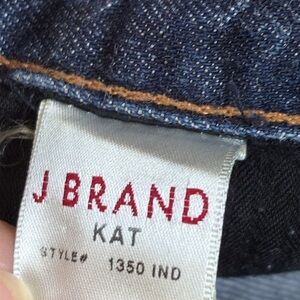 J BRAND
KAT
STYLE# 1350 IND